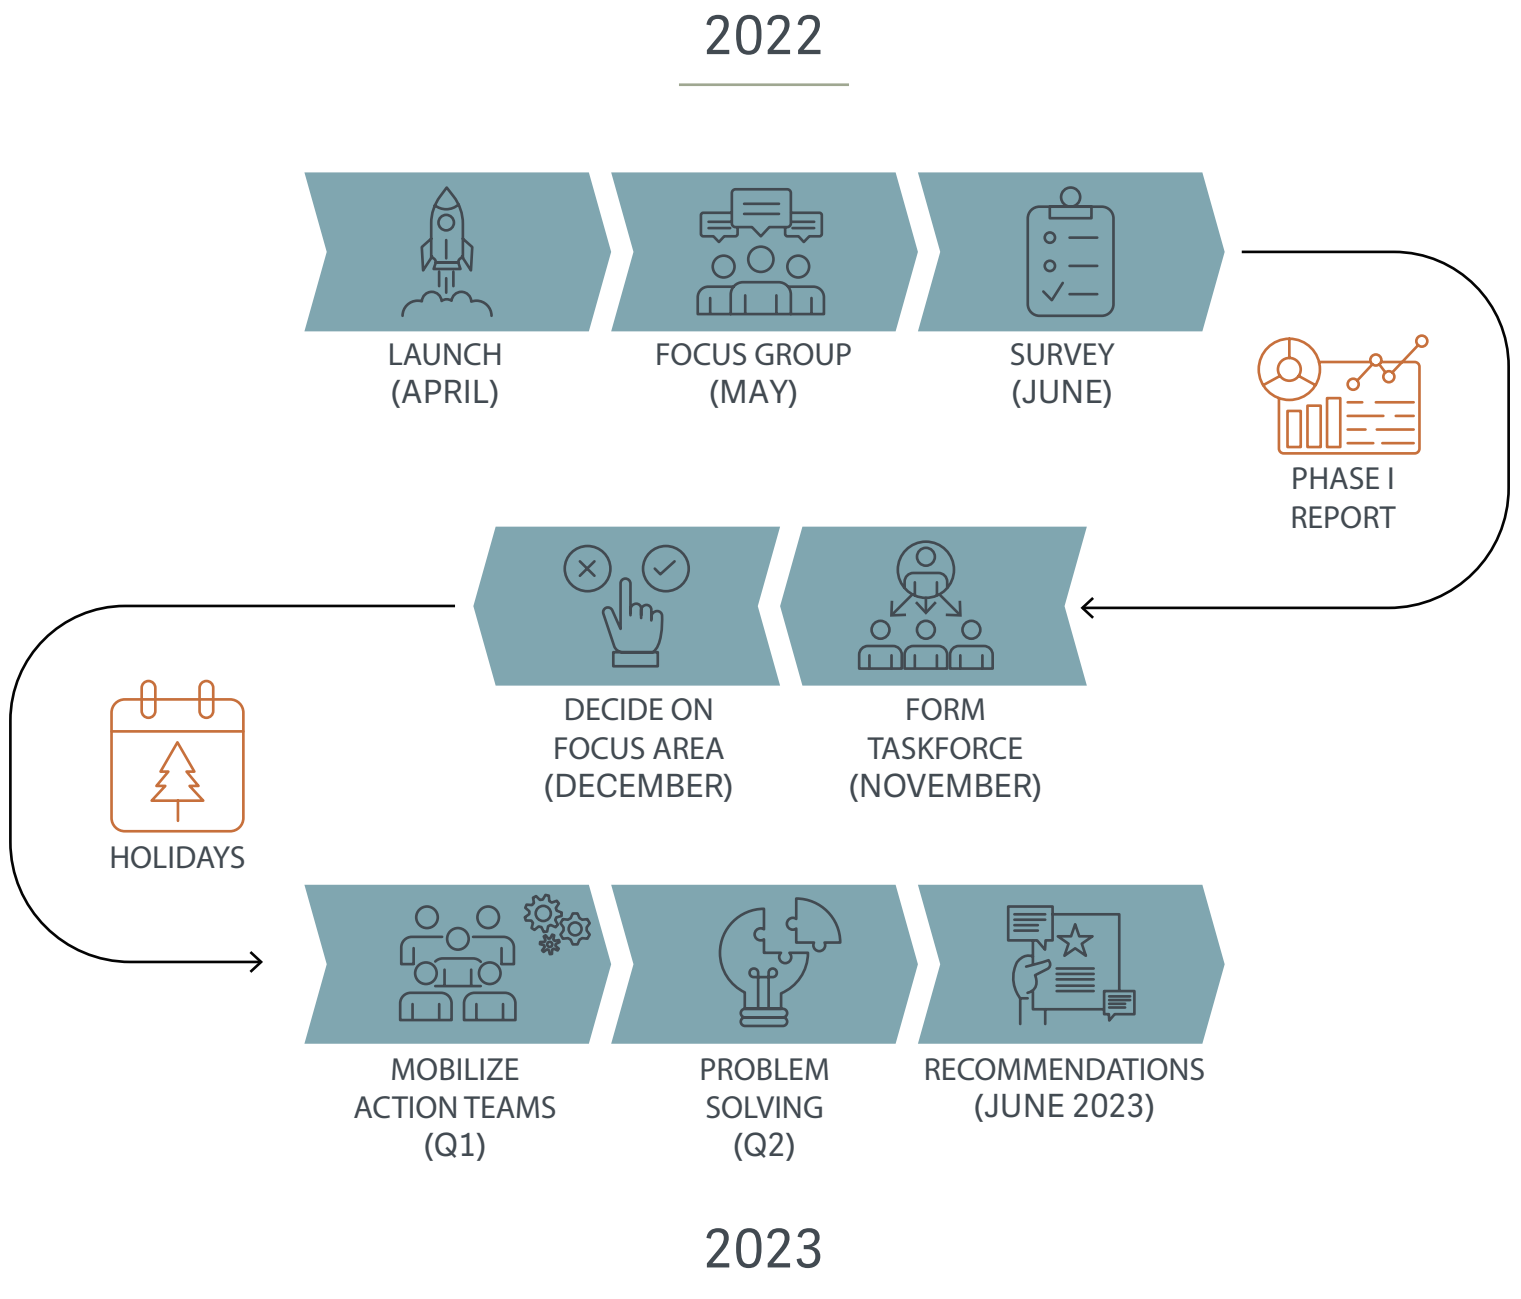 2022
LAUNCH
(APRIL)
FOCUS GROUP
(MAY)
SURVEY
(JUNE)
PHASE I
REPORT
FORM
TASKFORCE
(NOVEMBER)
DECIDE ON
FOCUS AREA
(DECEMBER)
HOLIDAYS
MOBILIZE
ACTION TEAMS
(Q1)
PROBLEM
SOLVING
(Q2)
RECOMMENDATIONS
(JUNE 2023)
2023